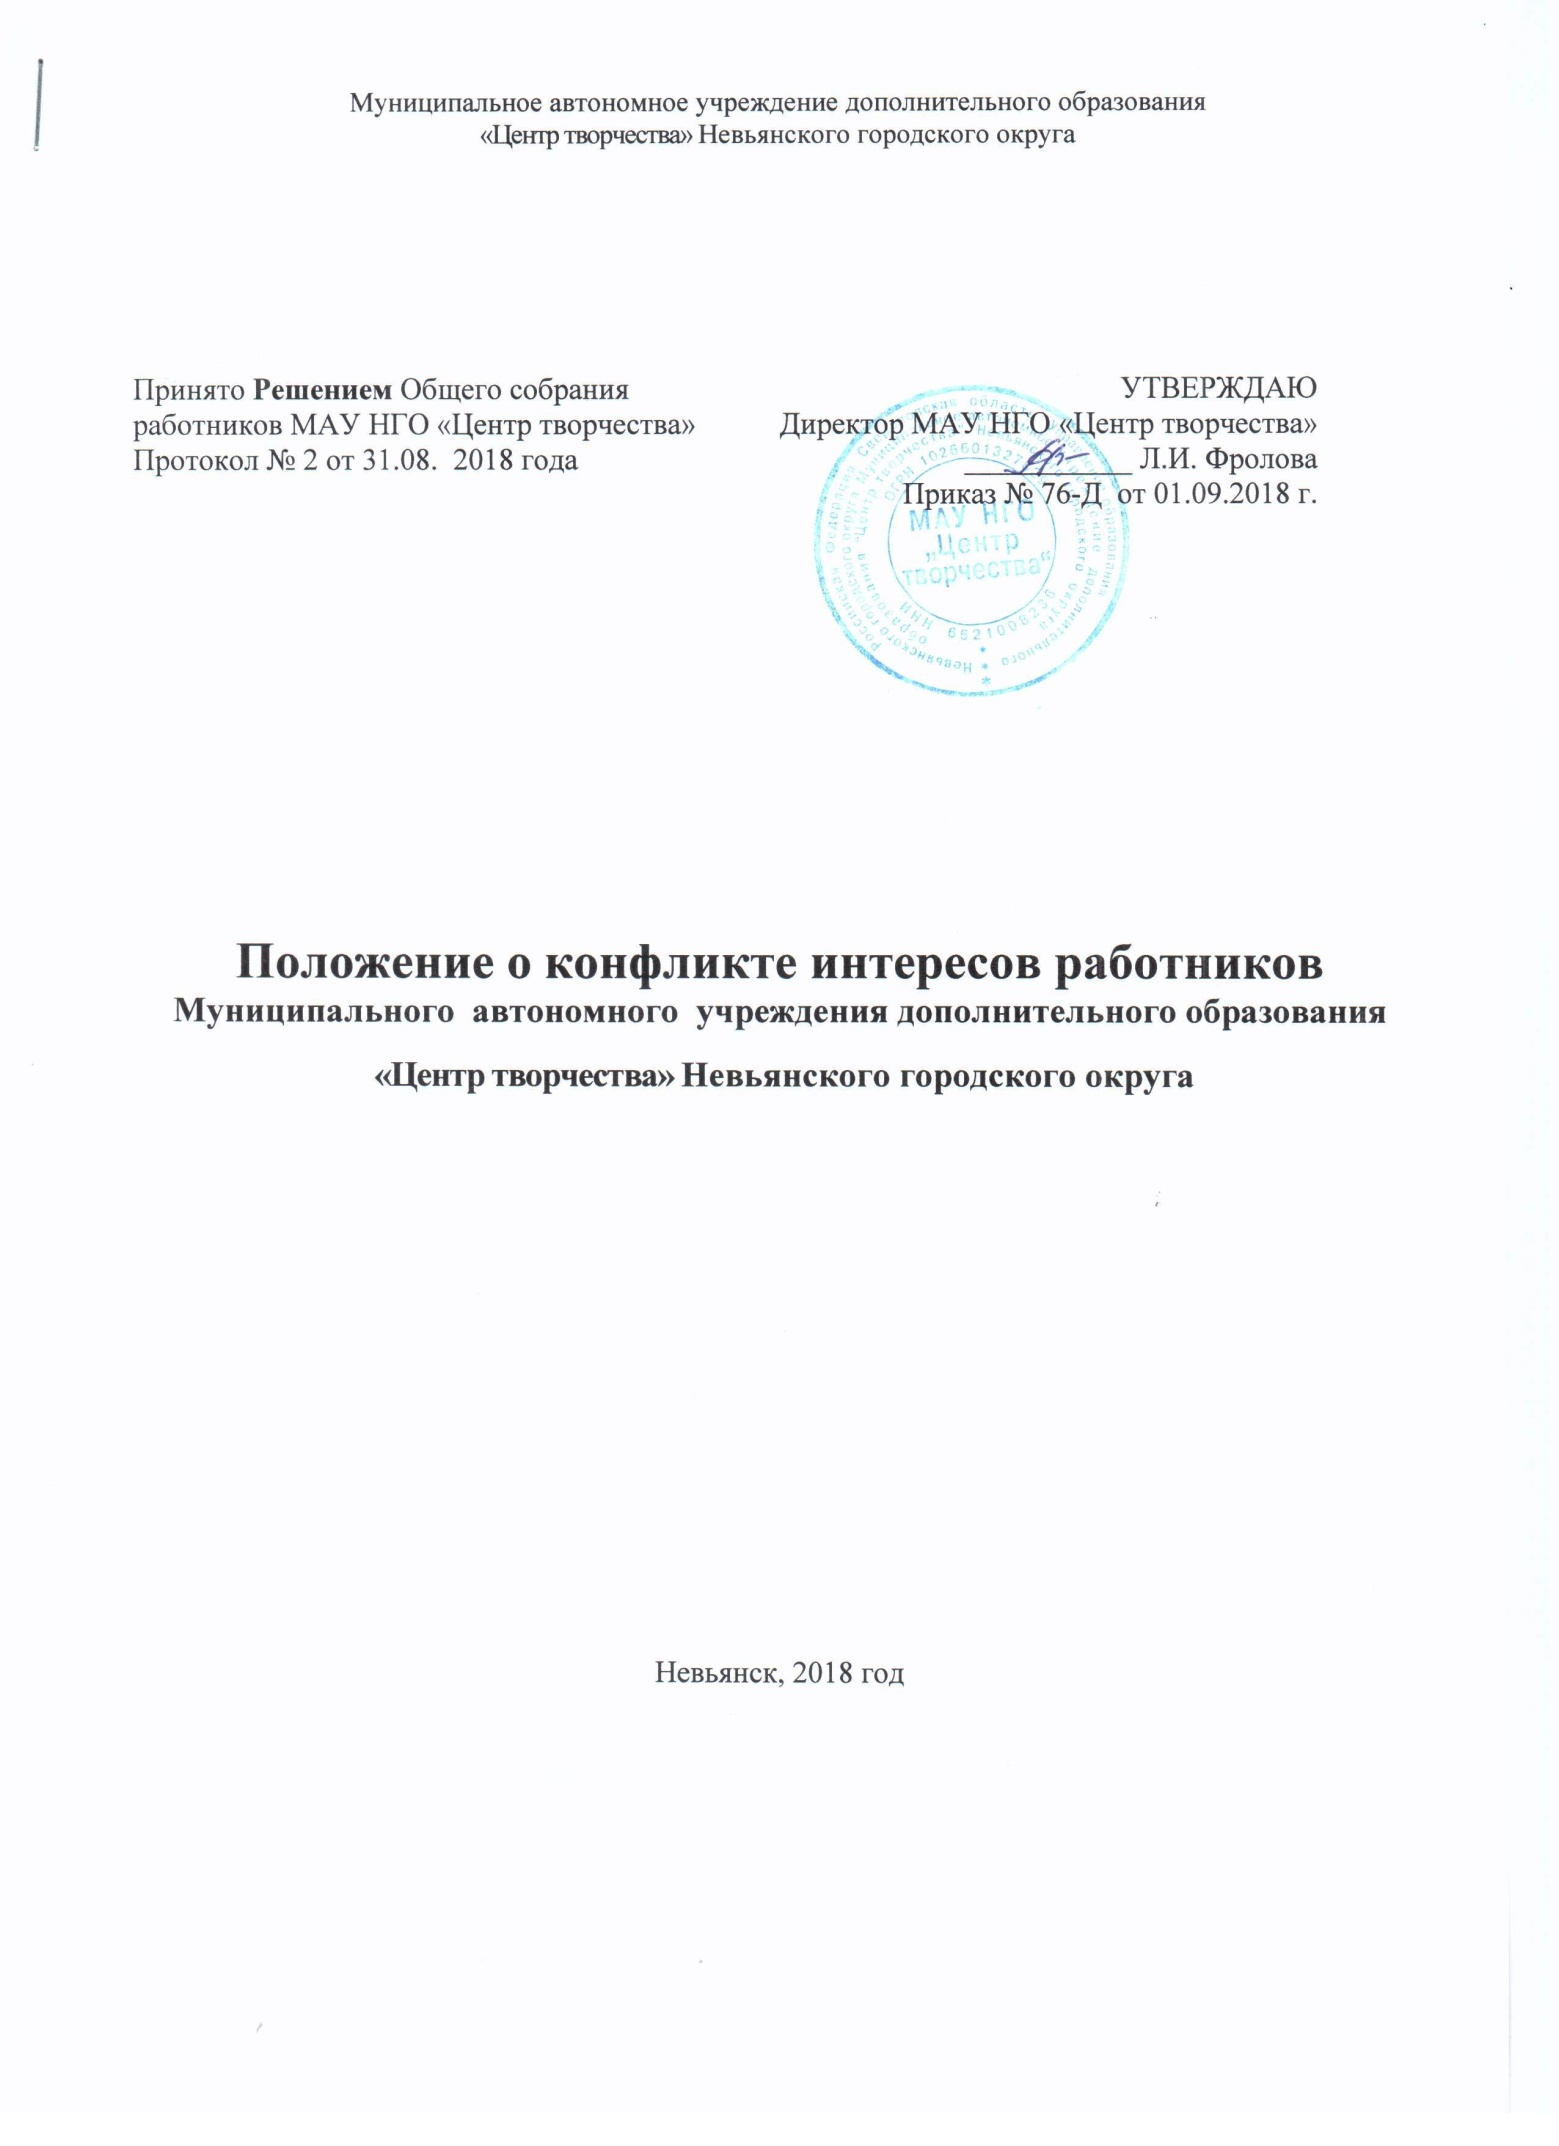 Муниципальное автономное учреждение дополнительного образования
«Центр творчества» Невьянского городского округа
Принято Решением Общего собрания
работников МАУ НГО «Центр творчества»
Протокол № 2 от 31.08. 2018 года
УТВЕРЖДАЮ
Директор МАУ НГО «Центр творчества»
____________ Л.И. Фролова
Приказ № 76-Д от 01.09.2018 г.
МАУ НГО
„Центр
творчества“
ИНН 6621008236
Положение о конфликте интересов работников
Муниципального автономного учреждения дополнительного образования
«Центр творчества» Невьянского городского округа
Невьянск, 2018 год